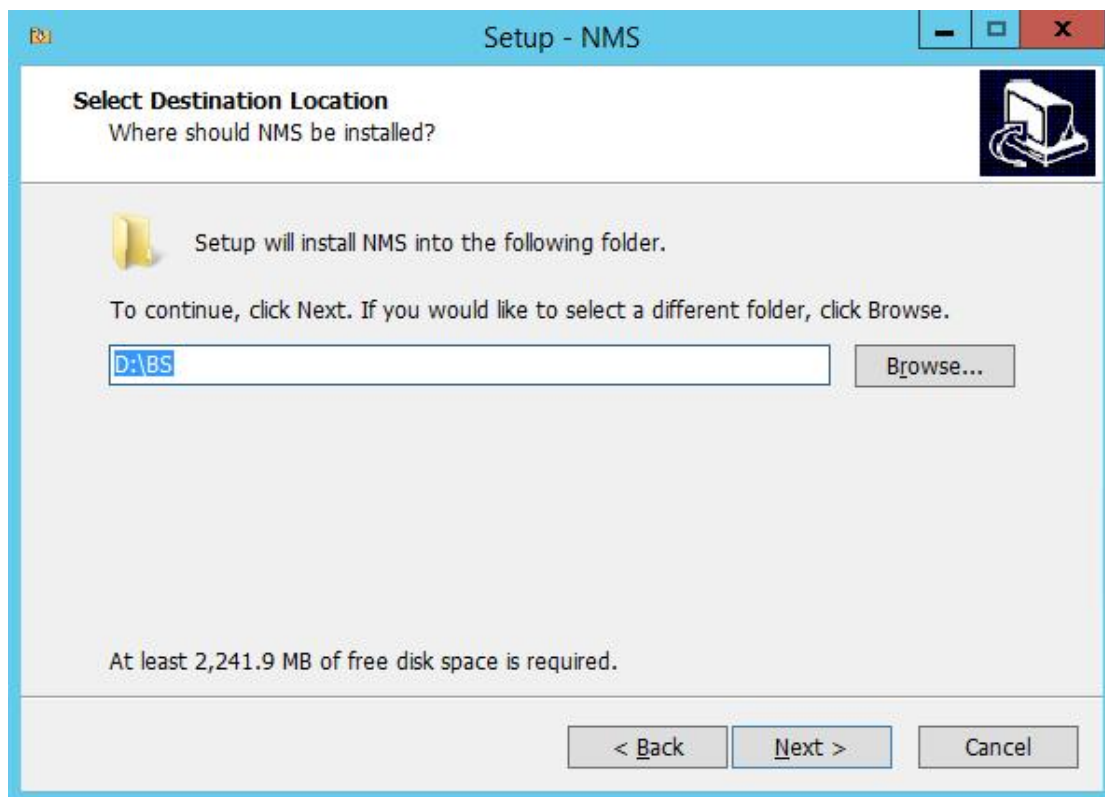 Setup - NMS
Select Destination Location
Where should NMS be installed?
Setup will install NMS into the following folder.
To continue, click Next. If you would like to select a different folder, click Browse.
D:\BS
Browse...
At least 2,241.9 MB of free disk space is required.
< Back
Next >
Cancel